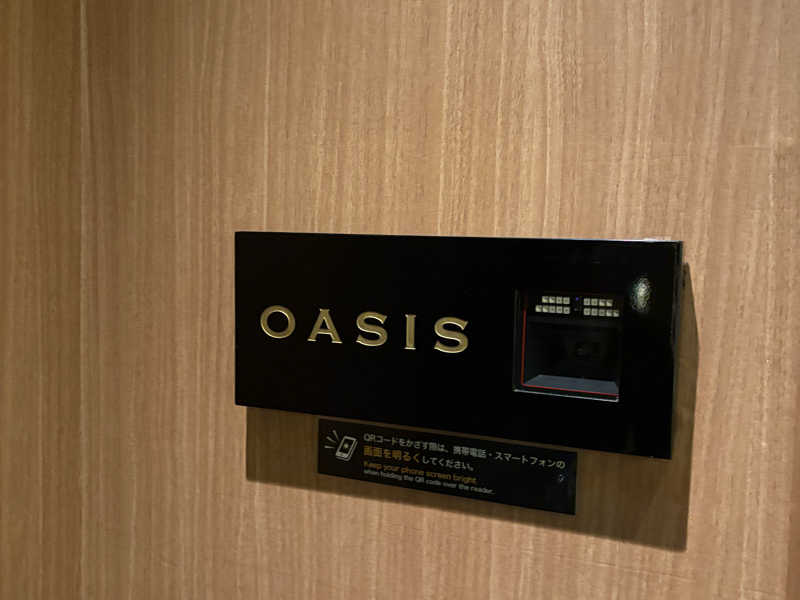 OASIS
QRコードをかざす際は、携帯電話・スマートフォンの
画面を明るくしてください。
Keep your phone screen bright
when holding the QR code over the reader.